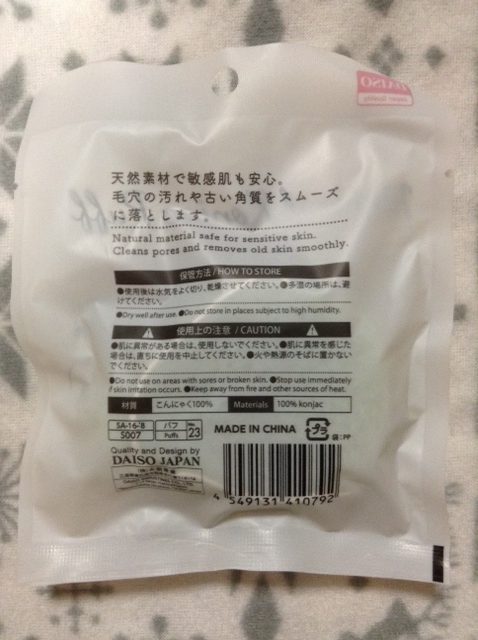 DAISO
Japan Quality
天然素材で敏感肌も安心。
毛穴の汚れや古い角質をスムーズ
に落とします。
Natural material safe for sensitive skin.
Cleans pores and removes old skin smoothly.
保管方法 / HOW TO STORE
●使用後は水気をよく切り、乾燥させてください。●多湿の場所は、避
けてください。
●Dry well after use. ●Do not store in places subject to high humidity.
使用上の注意 / CAUTION
●肌に異常がある場合は、使用しないでください。●肌に異常を感じた
場合は、直ちに使用を中止してください。●火や熱源のそばに置かない
でください。
●Do not use on areas with sores or broken skin. ●Stop use immediately
if skin irritation occurs. ●Keep away from fire and other sources of heat.
材質 こんにゃく100% Materials 100% konjac
SA-16-'8 パフ No.
S007 Puffs 23
MADE IN CHINA プラ 袋:PP
Quality and Design by
DAISO JAPAN
4 549131 410792